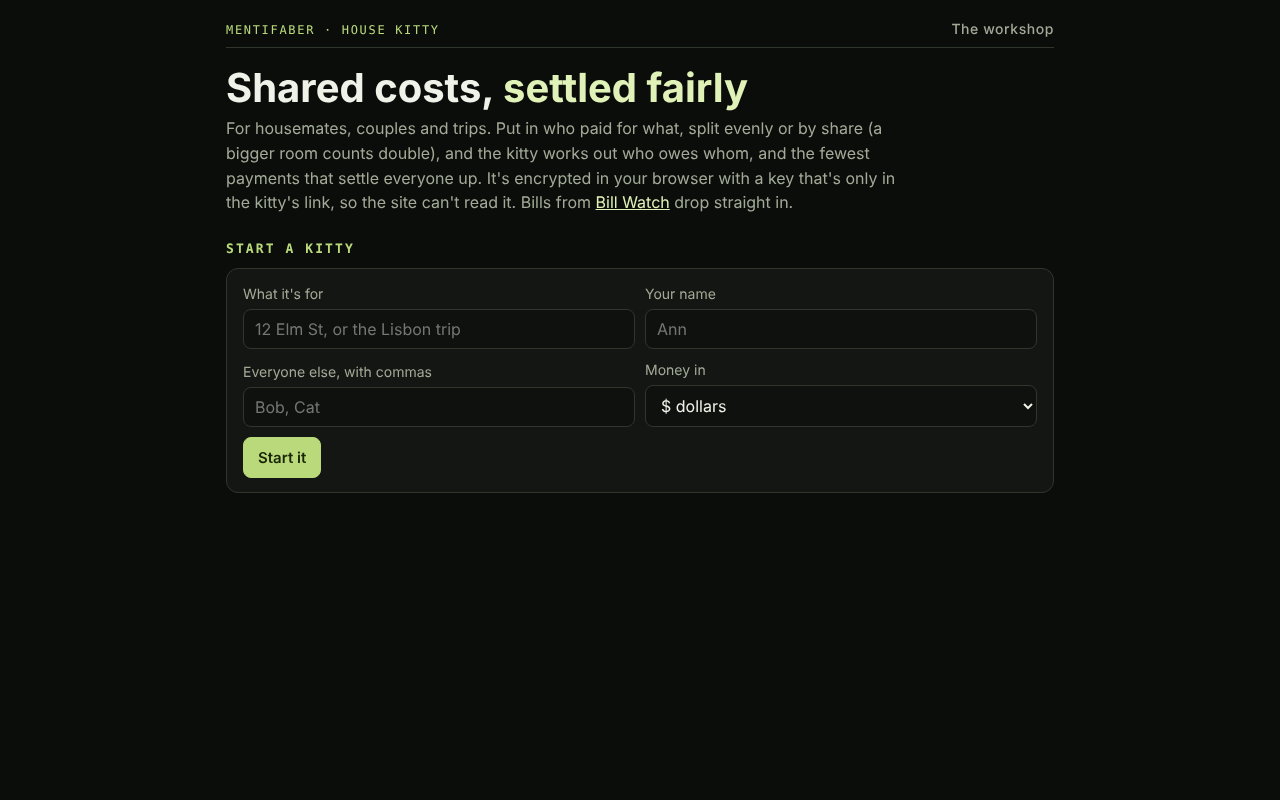 MENTIFABER · HOUSE KITTY
The workshop
Shared costs, settled fairly
For housemates, couples and trips. Put in who paid for what, split evenly or by share (a
bigger room counts double), and the kitty works out who owes whom, and the fewest
payments that settle everyone up. It's encrypted in your browser with a key that's only in
the kitty's link, so the site can't read it. Bills from Bill Watch drop straight in.
START A KITTY
What it's for
Your name
12 Elm St, or the Lisbon trip
Ann
Everyone else, with commas
Money in
Bob, Cat
$ dollars
Start it